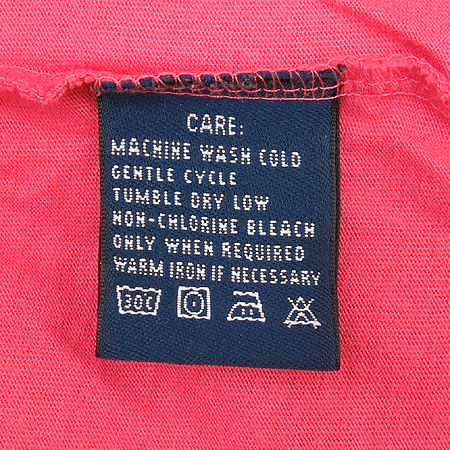 CARE:
MACHINE WASH COLD
GENTLE CYCLE
TUMBLE DRY LOW
NON-CHLORINE BLEACH
ONLY WHEN REQUIRED
WARM IRON IF NECESSARY
30C